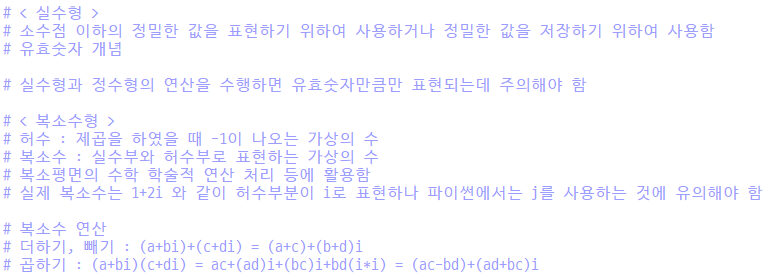 # < 실수형 >
# 소수점 이하의 정밀한 값을 표현하기 위하여 사용하거나 정밀한 값을 저장하기 위하여 사용함
# 유효숫자 개념
# 실수형과 정수형의 연산을 수행하면 유효숫자만큼만 표현되는데 주의해야 함
# < 복소수형 >
# 허수 : 제곱을 하였을 때 -1이 나오는 가상의 수
# 복소수 : 실수부와 허수부로 표현하는 가상의 수
# 복소평면의 수학 학술적 연산 처리 등에 활용함
# 실제 복소수는 1+2i 와 같이 허수부분이 i로 표현하나 파이썬에서는 j를 사용하는 것에 유의해야 함
# 복소수 연산
# 더하기, 빼기 : (a+bi)+(c+di) = (a+c)+(b+d)i
# 곱하기 : (a+bi)(c+di) = ac+(ad)i+(bc)i+bd(i*i) = (ac-bd)+(ad+bc)i